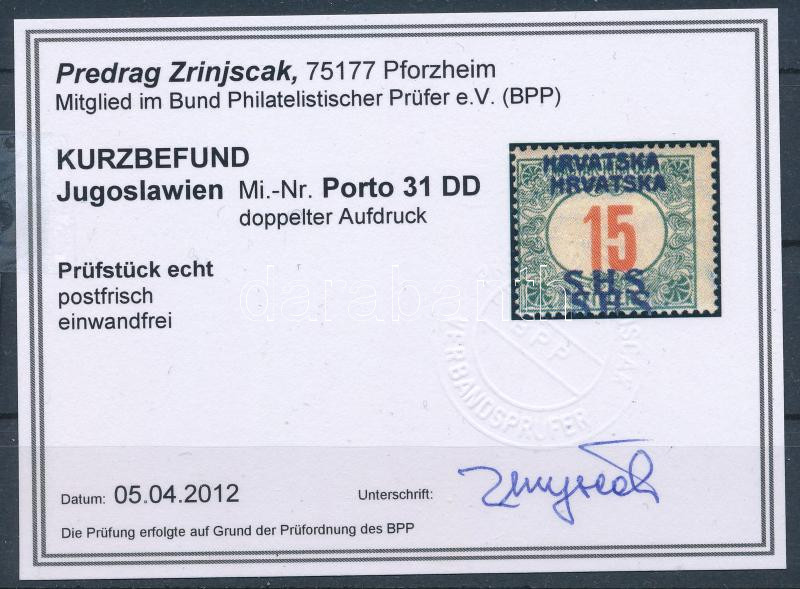 Predrag Zrinjscak, 75177 Pforzheim
Mitglied im Bund Philatelistischer Prüfer e.V. (BPP)
KURZBEFUND
Jugoslawien Mi.-Nr. Porto 31 DD
doppelter Aufdruck
Prüfstück echt
postfrisch
einwandfrei
HRVATSKA
HRVATSKA
15
SHS
SHS
darabanth
BPP
VERBANDSPRÜFER
Datum: 05.04.2012
Unterschrift:
Die Prüfung erfolgte auf Grund der Prüfordnung des BPP